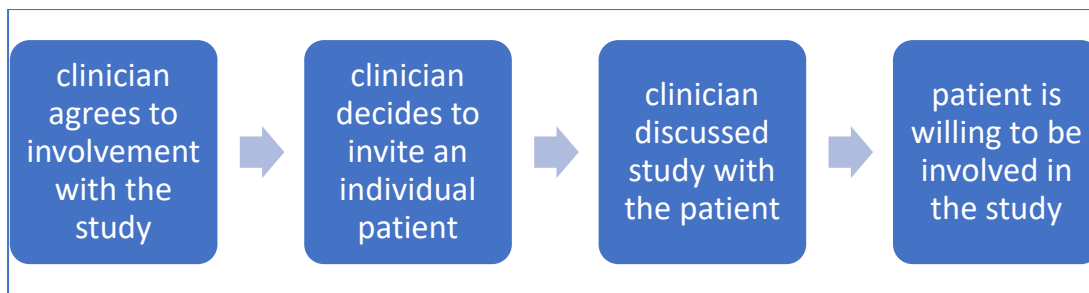 clinician
agrees to
involvement
with the
study
clinician
decides to
invite an
individual
patient
clinician
discussed
study with
the patient
patient is
willing to be
involved in
the study